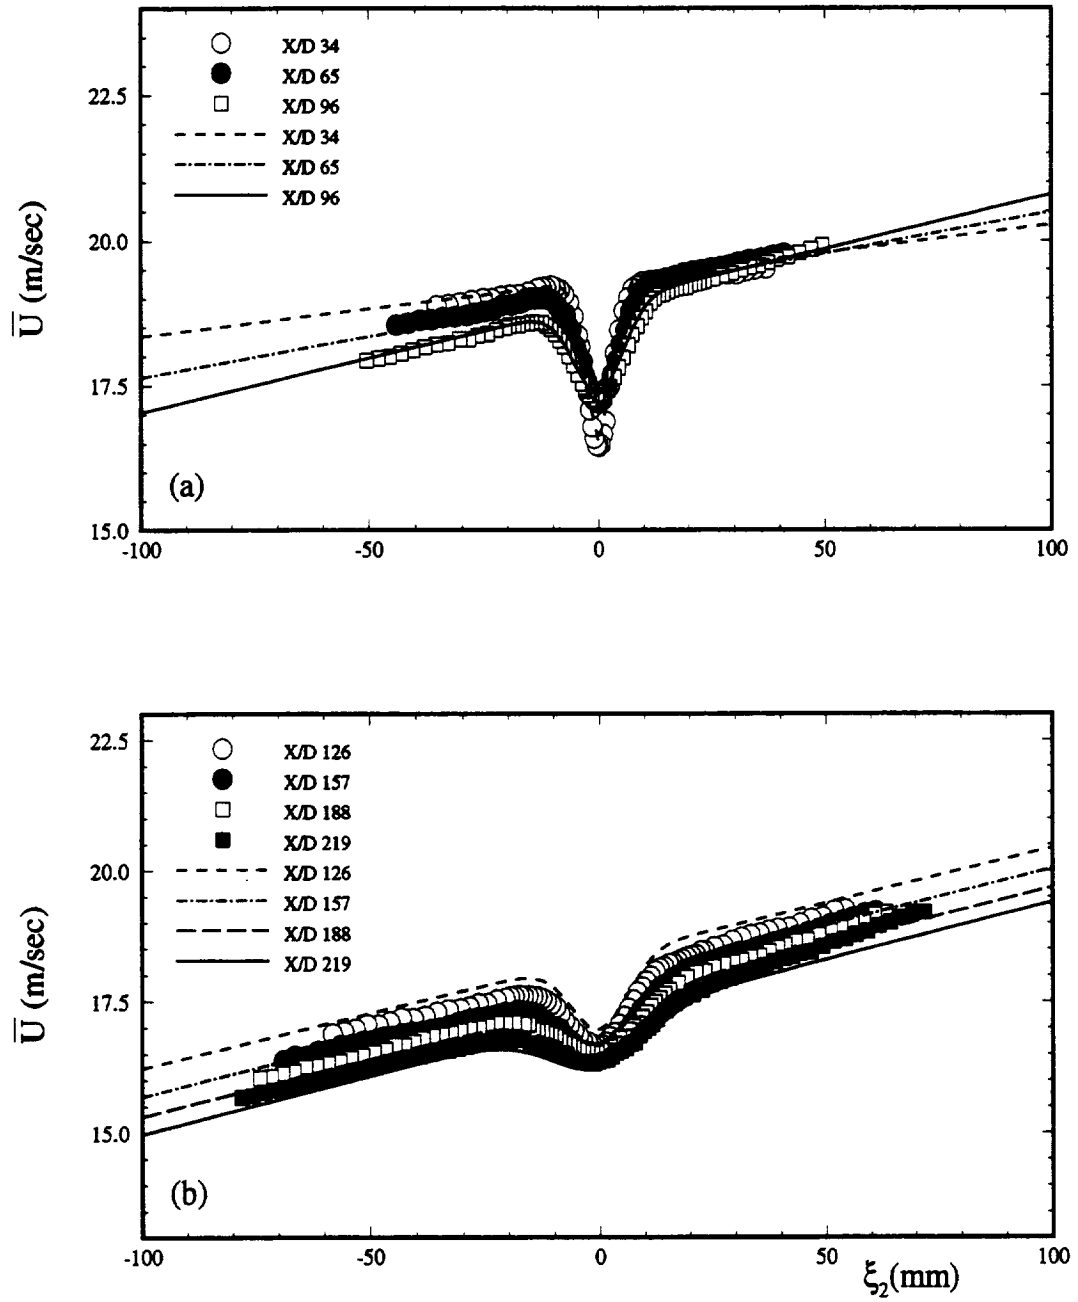 X/D 34
X/D 65
X/D 96
X/D 34
X/D 65
X/D 96
22.5
20.0
17.5
15.0
U̅ (m/sec)
(a)
-100
-50
0
50
100
X/D 126
X/D 157
X/D 188
X/D 219
X/D 126
X/D 157
X/D 188
X/D 219
22.5
20.0
17.5
15.0
U̅ (m/sec)
(b)
-100
-50
0
50
100
ξ₂(mm)